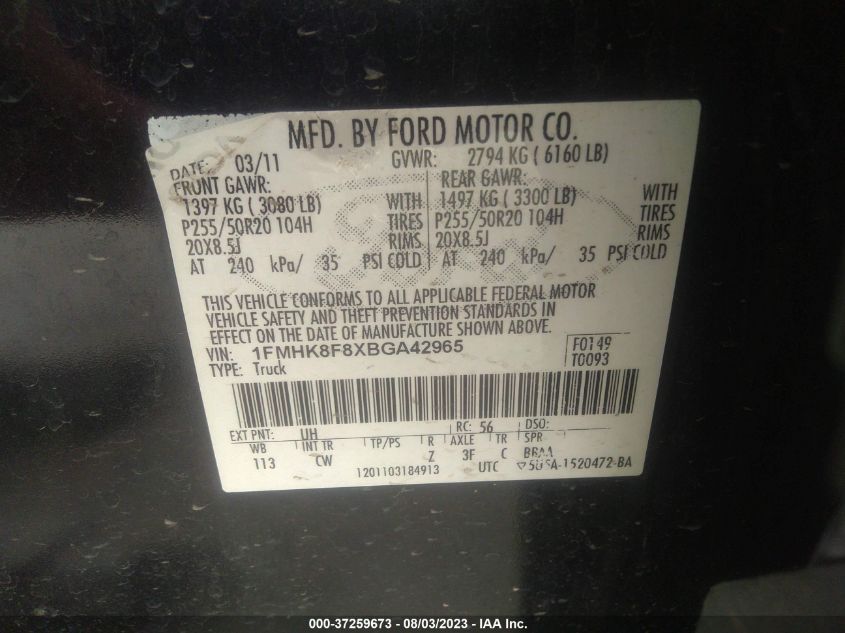 MFD. BY FORD MOTOR CO.
DATE: 03/11 GVWR: 2794 KG ( 6160 LB)
FRONT GAWR: REAR GAWR:
1397 KG ( 3080 LB) WITH 1497 KG ( 3300 LB) WITH
P255/50R20 104H TIRES P255/50R20 104H TIRES
20X8.5J RIMS 20X8.5J RIMS
AT 240 kPa/ 35 PSI COLD AT 240 kPa/ 35 PSI COLD
THIS VEHICLE CONFORMS TO ALL APPLICABLE FEDERAL MOTOR
VEHICLE SAFETY AND THEFT PREVENTION STANDARDS IN
EFFECT ON THE DATE OF MANUFACTURE SHOWN ABOVE.
VIN: 1FMHK8F8XBGA42965 F0149
TYPE: Truck T0093
EXT PNT: UH RC: 56 DSO:
WB INT TR TP/PS R AXLE TR SPR
113 CW Z 3F C BBAA
1201103184913 UTC ▽5USA-1520472-BA
000-37259673 - 08/03/2023 - IAA Inc.